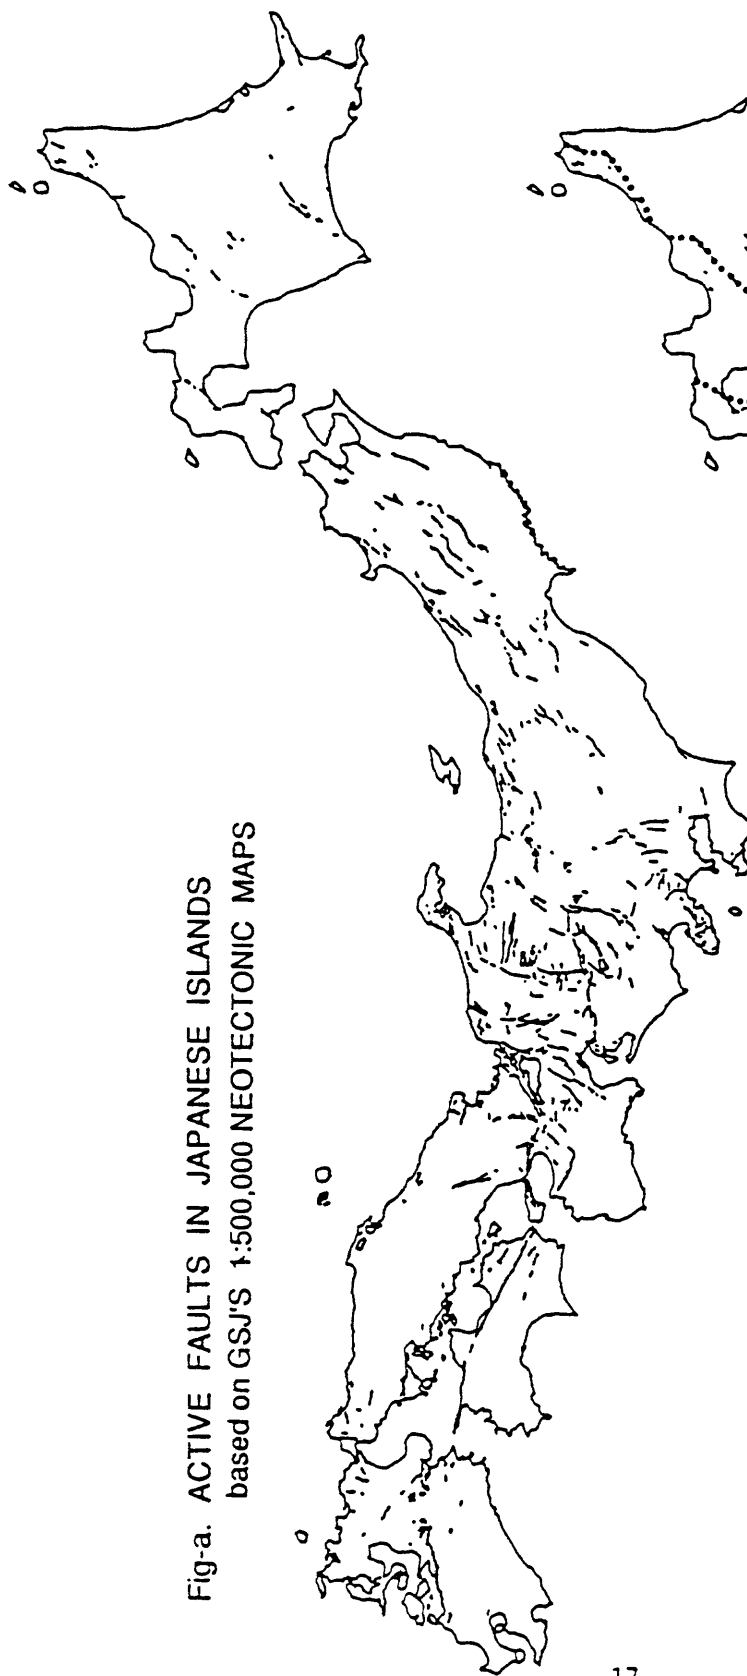 Fig-a. ACTIVE FAULTS IN JAPANESE ISLANDS
based on GSJ'S 1:500,000 NEOTECTONIC MAPS
17